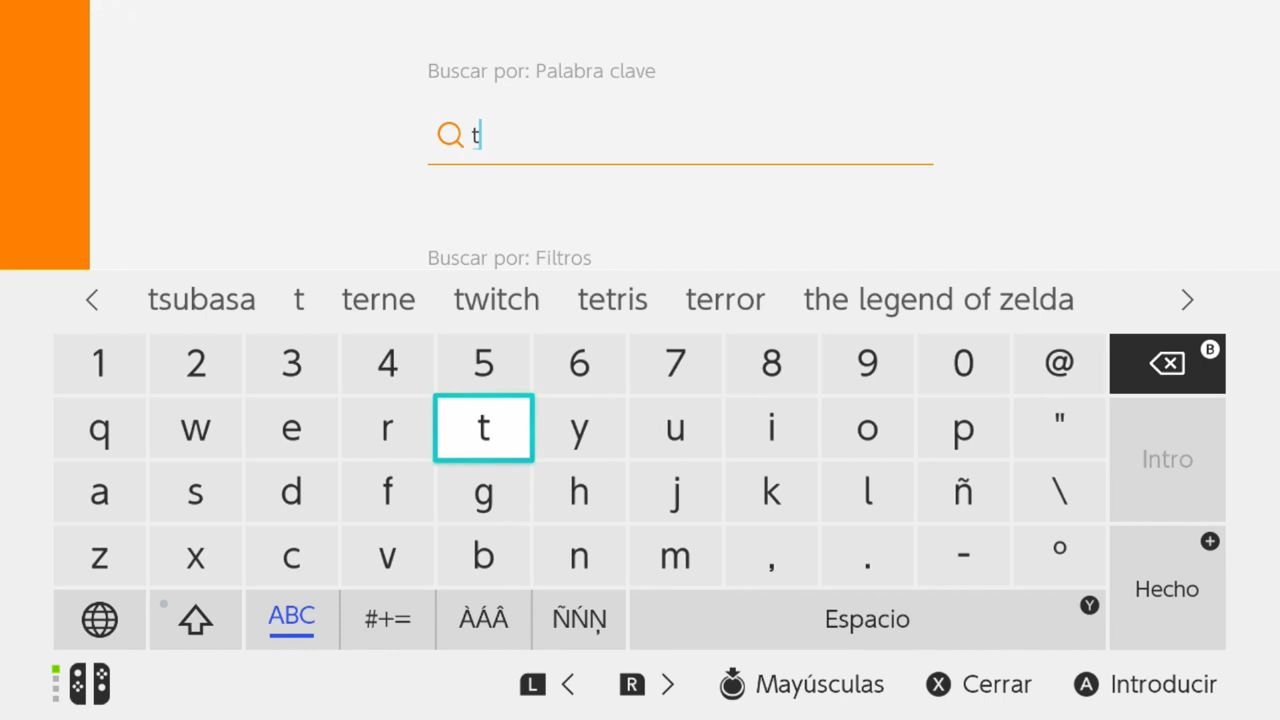 Buscar por: Palabra clave
t
Buscar por: Filtros
tsubasa t terne twitch tetris terror the legend of zelda
1 2 3 4 5 6 7 8 9 0 @ B
q w e r t y u i o p " Intro
a s d f g h j k l ñ \
z x c v b n m , . - º + Hecho
ABC #+= ÀÁÂ ÑŃŅ Espacio Y
L R Mayúsculas X Cerrar A Introducir